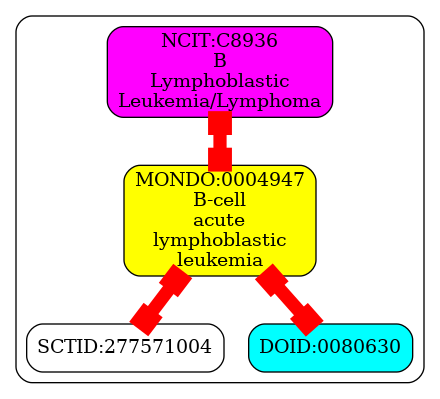 NCIT:C8936
B
Lymphoblastic
Leukemia/Lymphoma
MONDO:0004947
B-cell
acute
lymphoblastic
leukemia
SCTID:277571004
DOID:0080630